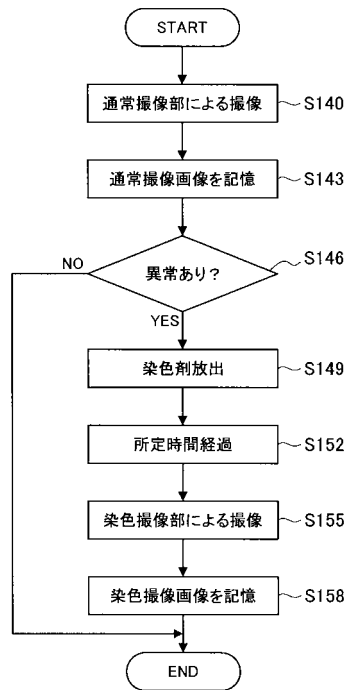 START
通常撮像部による撮像
S140
通常撮像画像を記憶
S143
異常あり？
S146
NO
YES
染色剤放出
S149
所定時間経過
S152
染色撮像部による撮像
S155
染色撮像画像を記憶
S158
END